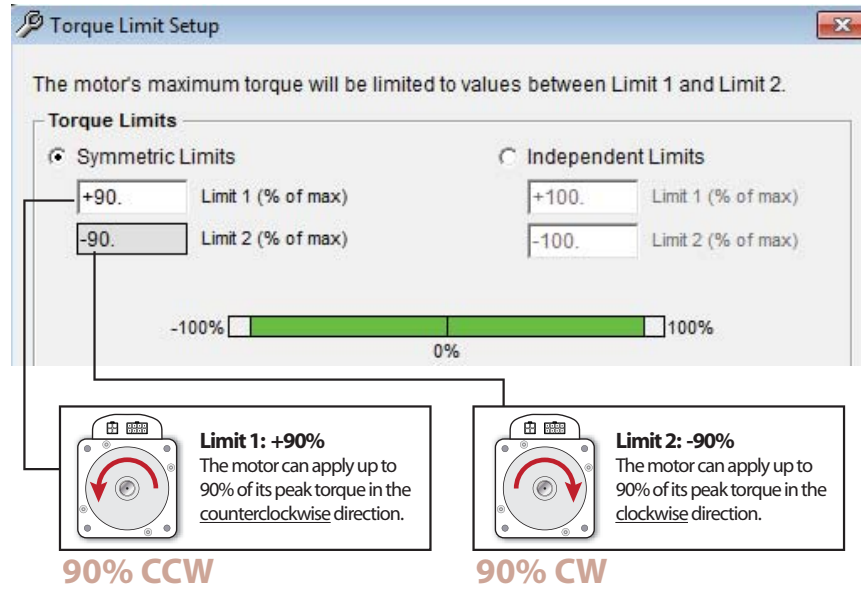 Torque Limit Setup
The motor's maximum torque will be limited to values between Limit 1 and Limit 2.
Torque Limits
Symmetric Limits
Independent Limits
+90.
Limit 1 (% of max)
+100.
Limit 1 (% of max)
-90.
Limit 2 (% of max)
-100.
Limit 2 (% of max)
-100%
100%
0%
Limit 1: +90%
The motor can apply up to
90% of its peak torque in the
counterclockwise direction.
90% CCW
Limit 2: -90%
The motor can apply up to
90% of its peak torque in the
clockwise direction.
90% CW